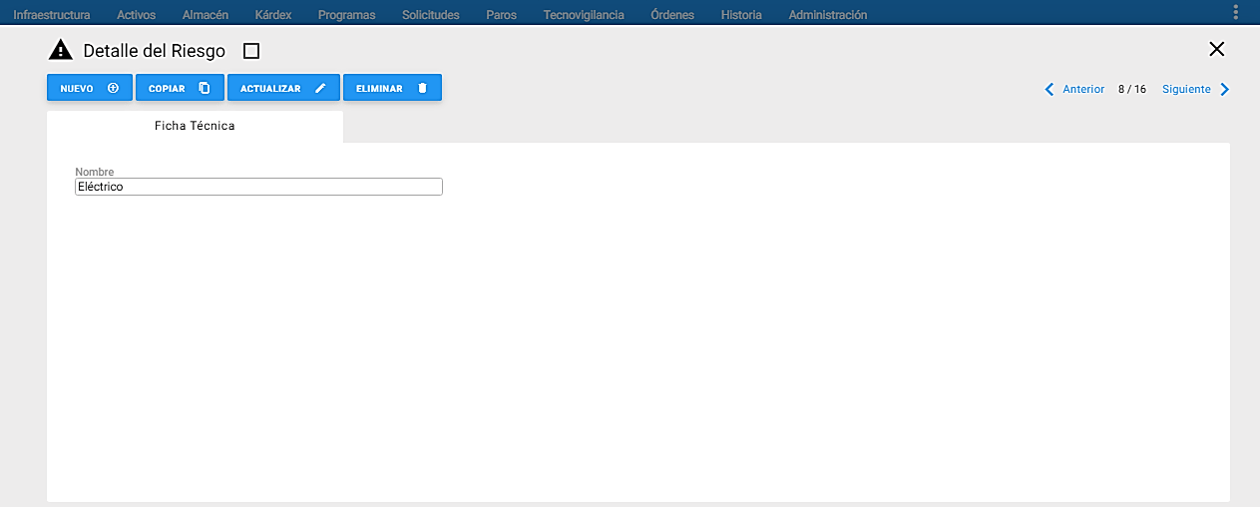 Infraestructura Activos Almacén Kárdex Programas Solicitudes Paros Tecnovigilancia Órdenes Historia Administración
Detalle del Riesgo
NUEVO COPIAR ACTUALIZAR ELIMINAR Anterior 8 / 16 Siguiente
Ficha Técnica
Nombre
Eléctrico